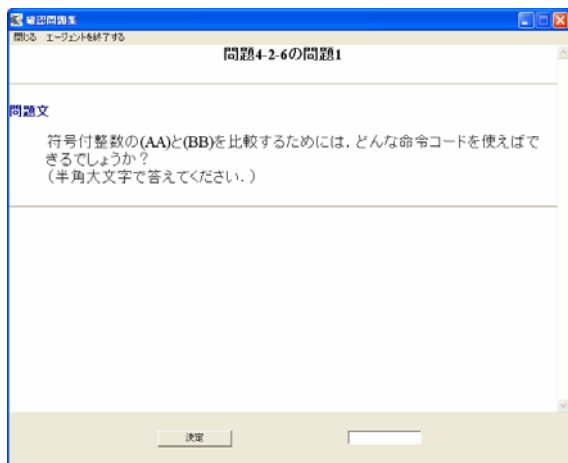 確認問題集
閉じる エージェントを終了する
問題4-2-6の問題1
問題文
符号付整数の(AA)と(BB)を比較するためには, どんな命令コードを使えばで
きるでしょうか？
(半角大文字で答えてください. )
決定